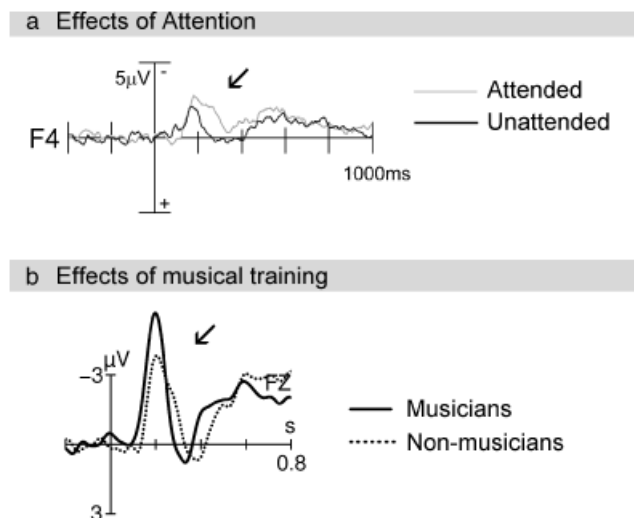 a Effects of Attention
5μV
-
Attended
Unattended
F4
1000ms
+
b Effects of musical training
μV
−3
FZ
Musicians
s
Non-musicians
0.8
3